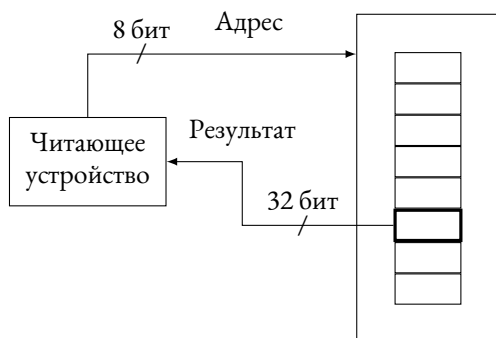 8 бит
Адрес
Читающее
устройство
Результат
32 бит